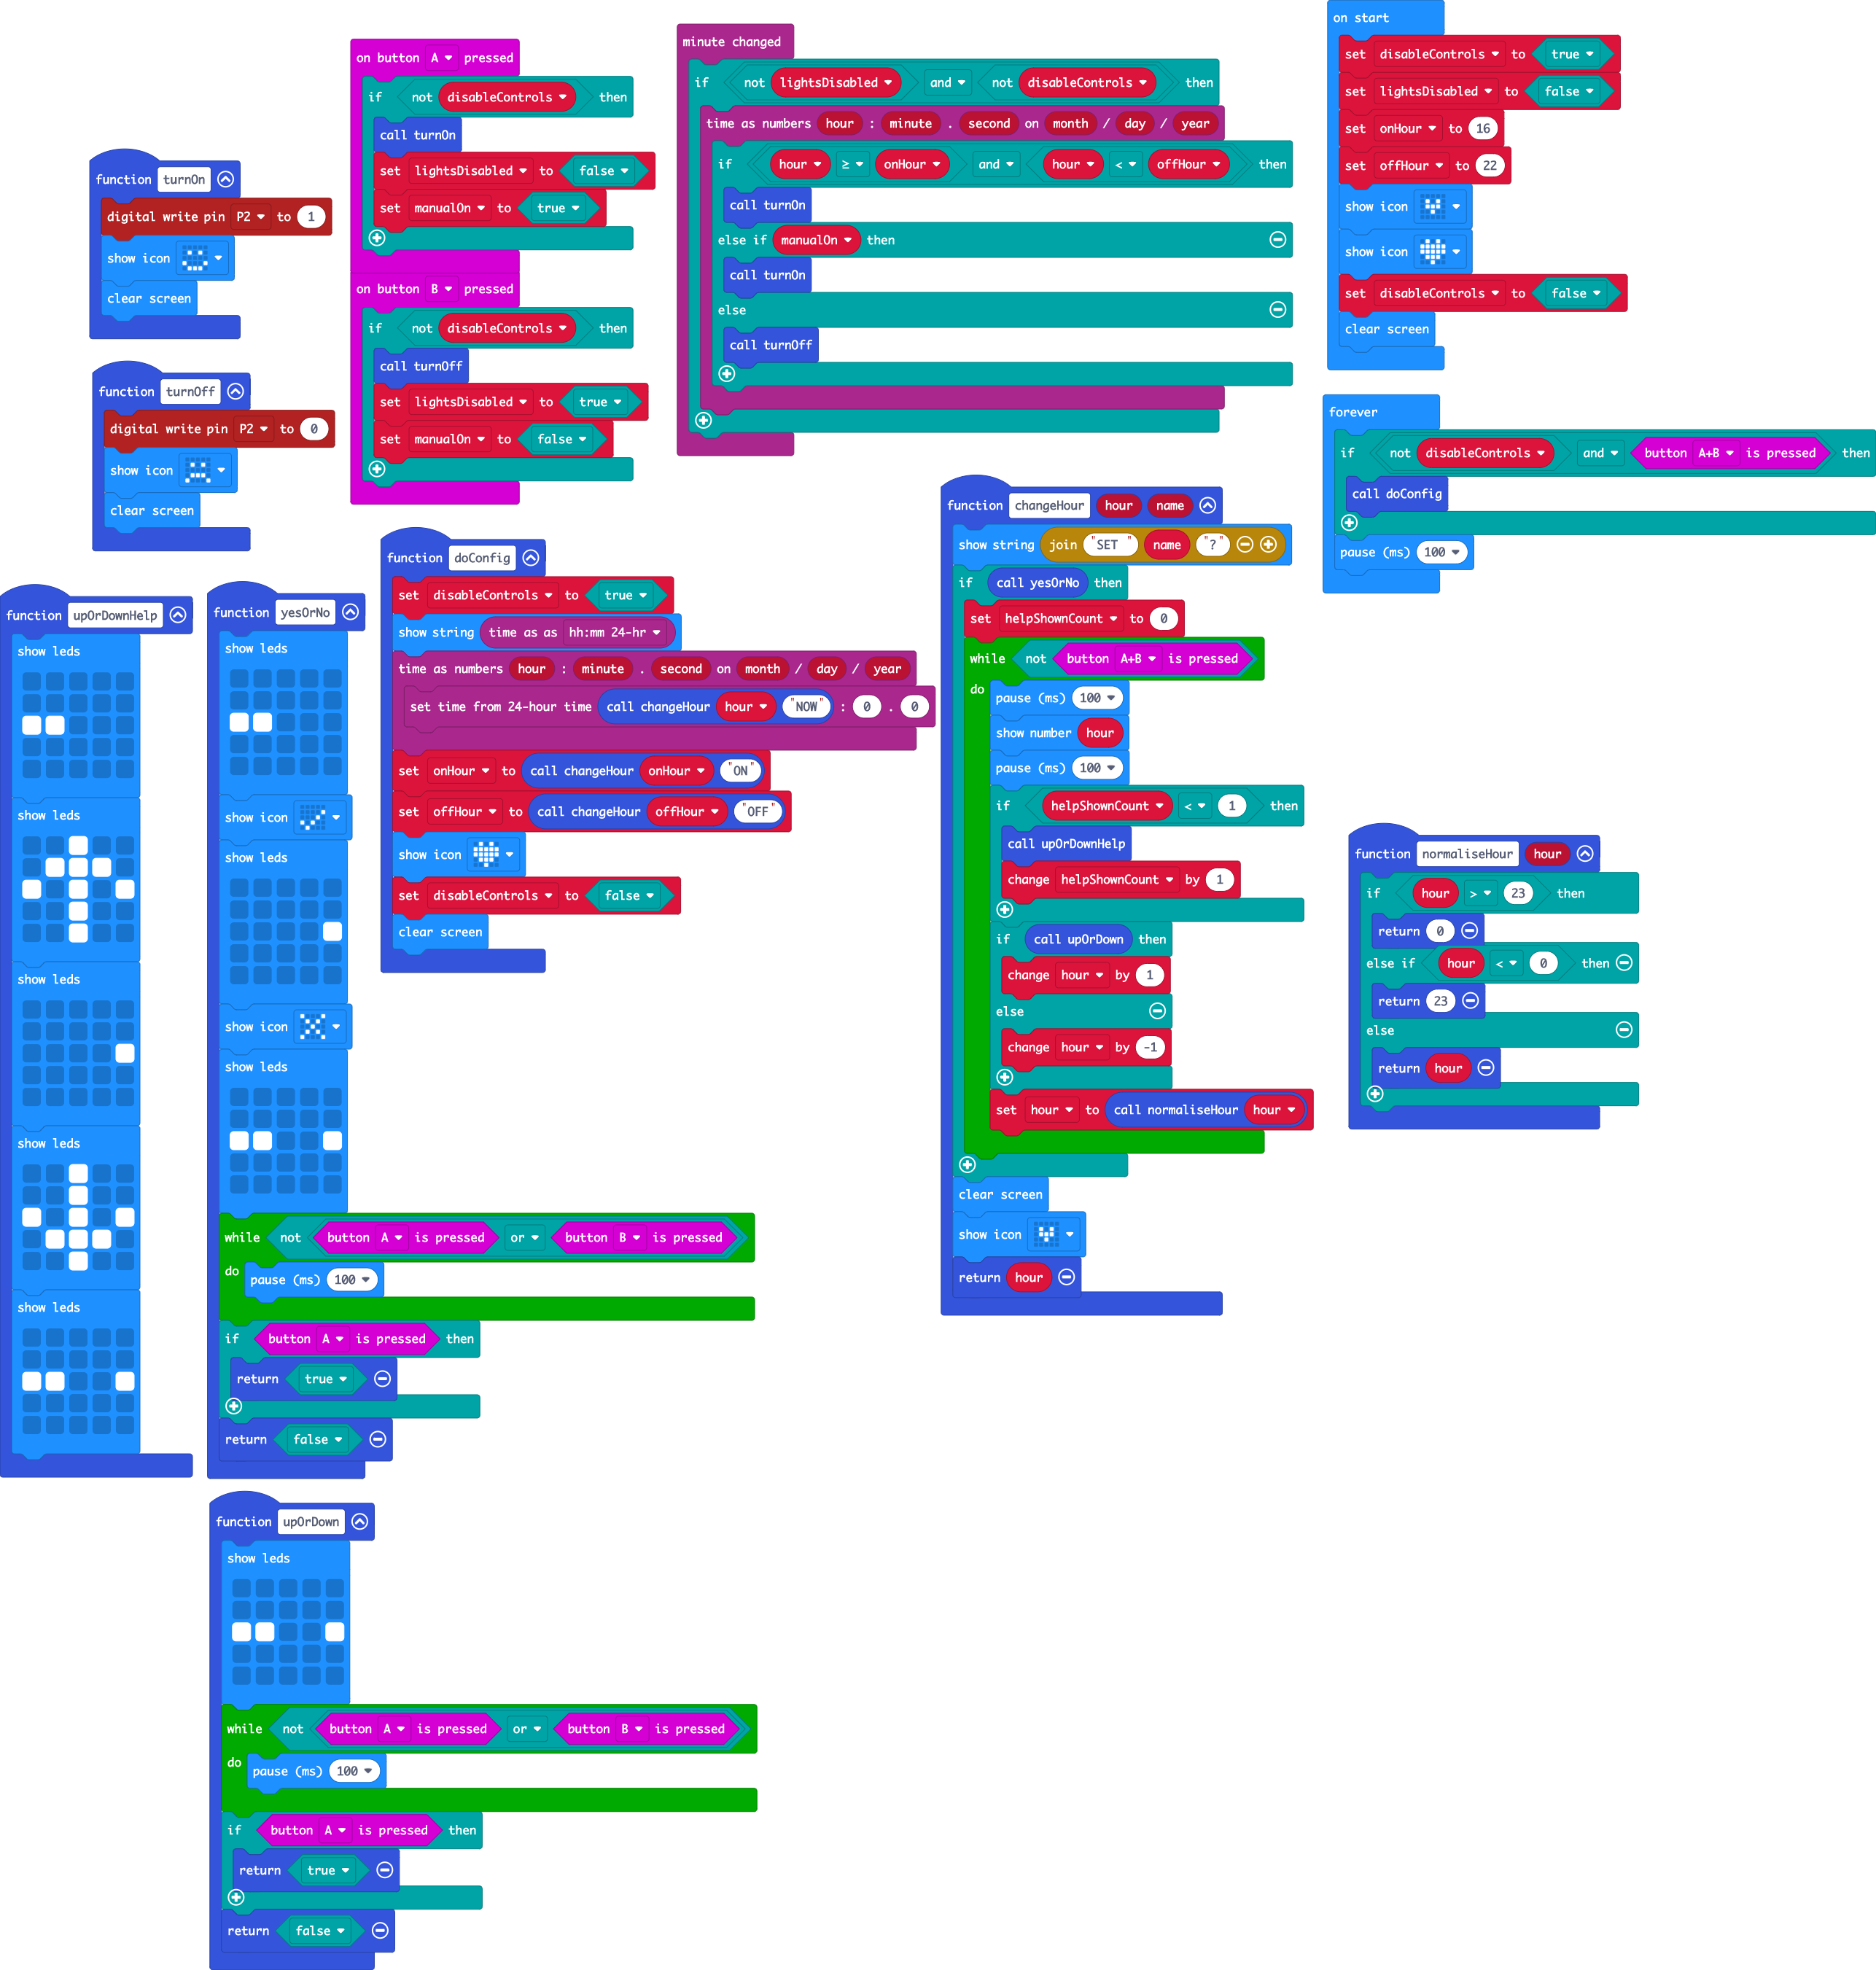 function turnOn
digital write pin P2 to 1
show icon
clear screen
function turnOff
digital write pin P2 to 0
show icon
clear screen
on button A pressed
if not disableControls then
call turnOn
set lightsDisabled to false
set manualOn to true
on button B pressed
if not disableControls then
call turnOff
set lightsDisabled to true
set manualOn to false
minute changed
if not lightsDisabled and not disableControls then
time as numbers hour : minute . second on month / day / year
if hour ≥ onHour and hour < offHour then
call turnOn
else if manualOn then
call turnOn
else
call turnOff
on start
set disableControls to true
set lightsDisabled to false
set onHour to 16
set offHour to 22
show icon
show icon
set disableControls to false
clear screen
forever
if not disableControls and button A+B is pressed then
call doConfig
pause (ms) 100
function upOrDownHelp
show leds
show leds
show leds
show leds
show leds
function yesOrNo
show leds
show icon
show leds
show icon
show leds
while not button A is pressed or button B is pressed
do
pause (ms) 100
if button A is pressed then
return true
return false
function doConfig
set disableControls to true
show string time as as hh:mm 24-hr
time as numbers hour : minute . second on month / day / year
set time from 24-hour time call changeHour hour "NOW" : 0 . 0
set onHour to call changeHour onHour "ON"
set offHour to call changeHour offHour "OFF"
show icon
set disableControls to false
clear screen
function changeHour hour name
show string join "SET " name "?"
if call yesOrNo then
set helpShownCount to 0
while not button A+B is pressed
do
pause (ms) 100
show number hour
pause (ms) 100
if helpShownCount < 1 then
call upOrDownHelp
change helpShownCount by 1
if call upOrDown then
change hour by 1
else
change hour by -1
set hour to call normaliseHour hour
clear screen
show icon
return hour
function normaliseHour hour
if hour > 23 then
return 0
else if hour < 0 then
return 23
else
return hour
function upOrDown
show leds
while not button A is pressed or button B is pressed
do
pause (ms) 100
if button A is pressed then
return true
return false